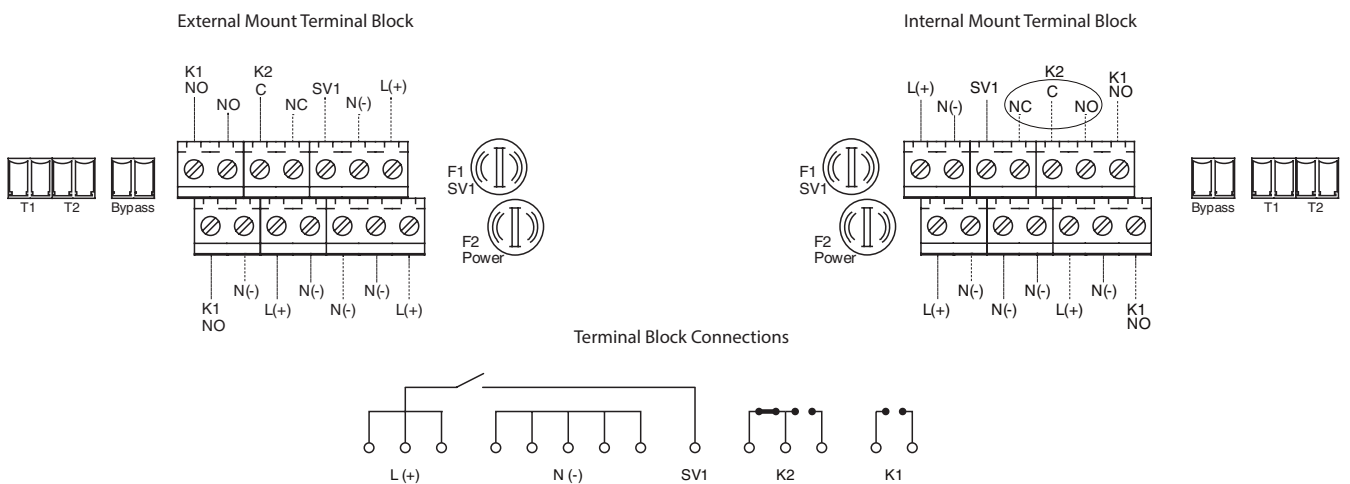 External Mount Terminal Block
K1
NO
NO
K2
C
NC
SV1
N(-)
L(+)
T1
T2
Bypass
F1
SV1
F2
Power
K1
NO
N(-)
L(+)
N(-)
N(-)
N(-)
L(+)
Internal Mount Terminal Block
L(+)
N(-)
SV1
NC
K2
C
NO
K1
NO
F1
SV1
F2
Power
Bypass
T1
T2
L(+)
N(-)
N(-)
N(-)
L(+)
N(-)
K1
NO
Terminal Block Connections
L (+)
N (-)
SV1
K2
K1